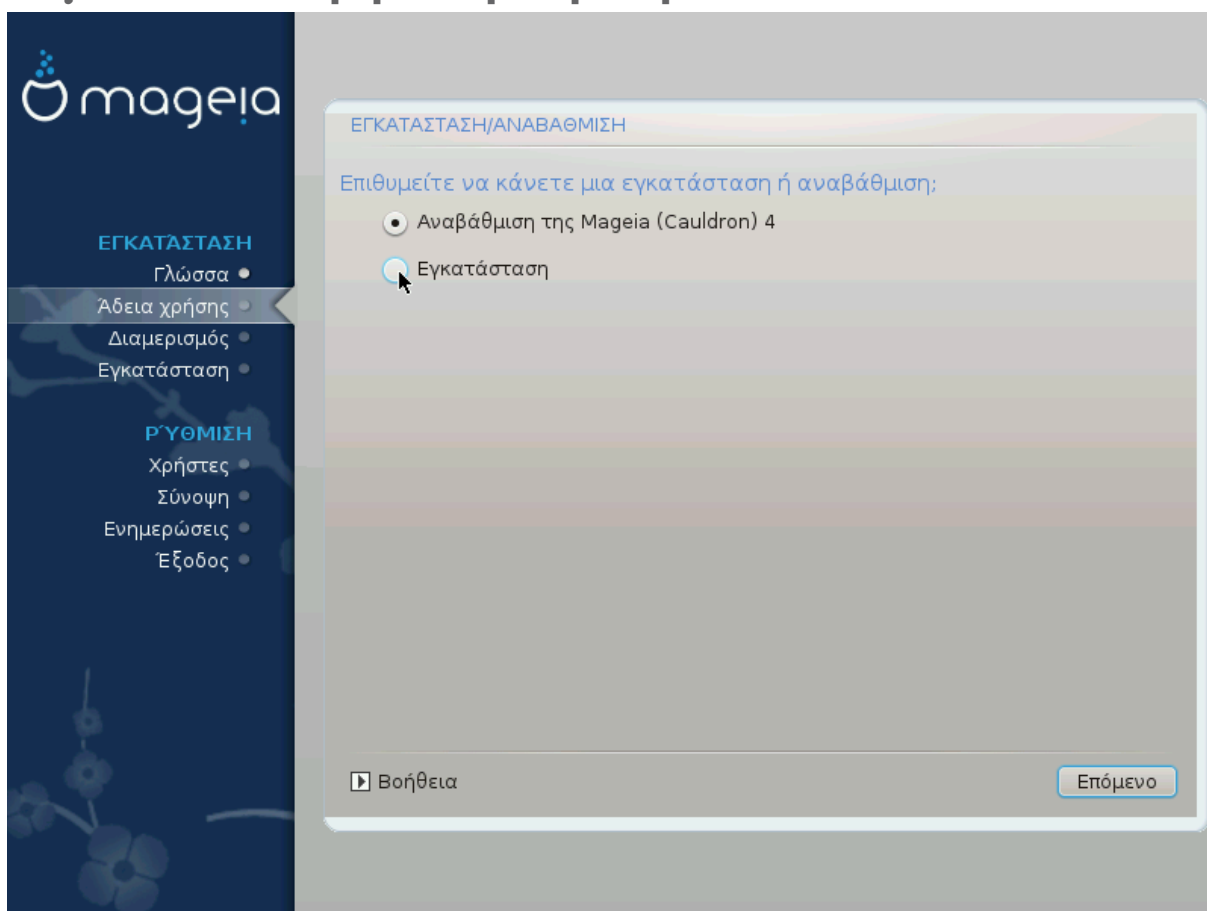 mageia
ΕΓΚΑΤΆΣΤΑΣΗ
Γλώσσα
Άδεια χρήσης
Διαμερισμός
Εγκατάσταση
ΡΎΘΜΙΣΗ
Χρήστες
Σύνοψη
Ενημερώσεις
Έξοδος
ΕΓΚΑΤΑΣΤΑΣΗ/ΑΝΑΒΑΘΜΙΣΗ
Επιθυμείτε να κάνετε μια εγκατάσταση ή αναβάθμιση;
Αναβάθμιση της Mageia (Cauldron) 4
Εγκατάσταση
Βοήθεια
Επόμενο